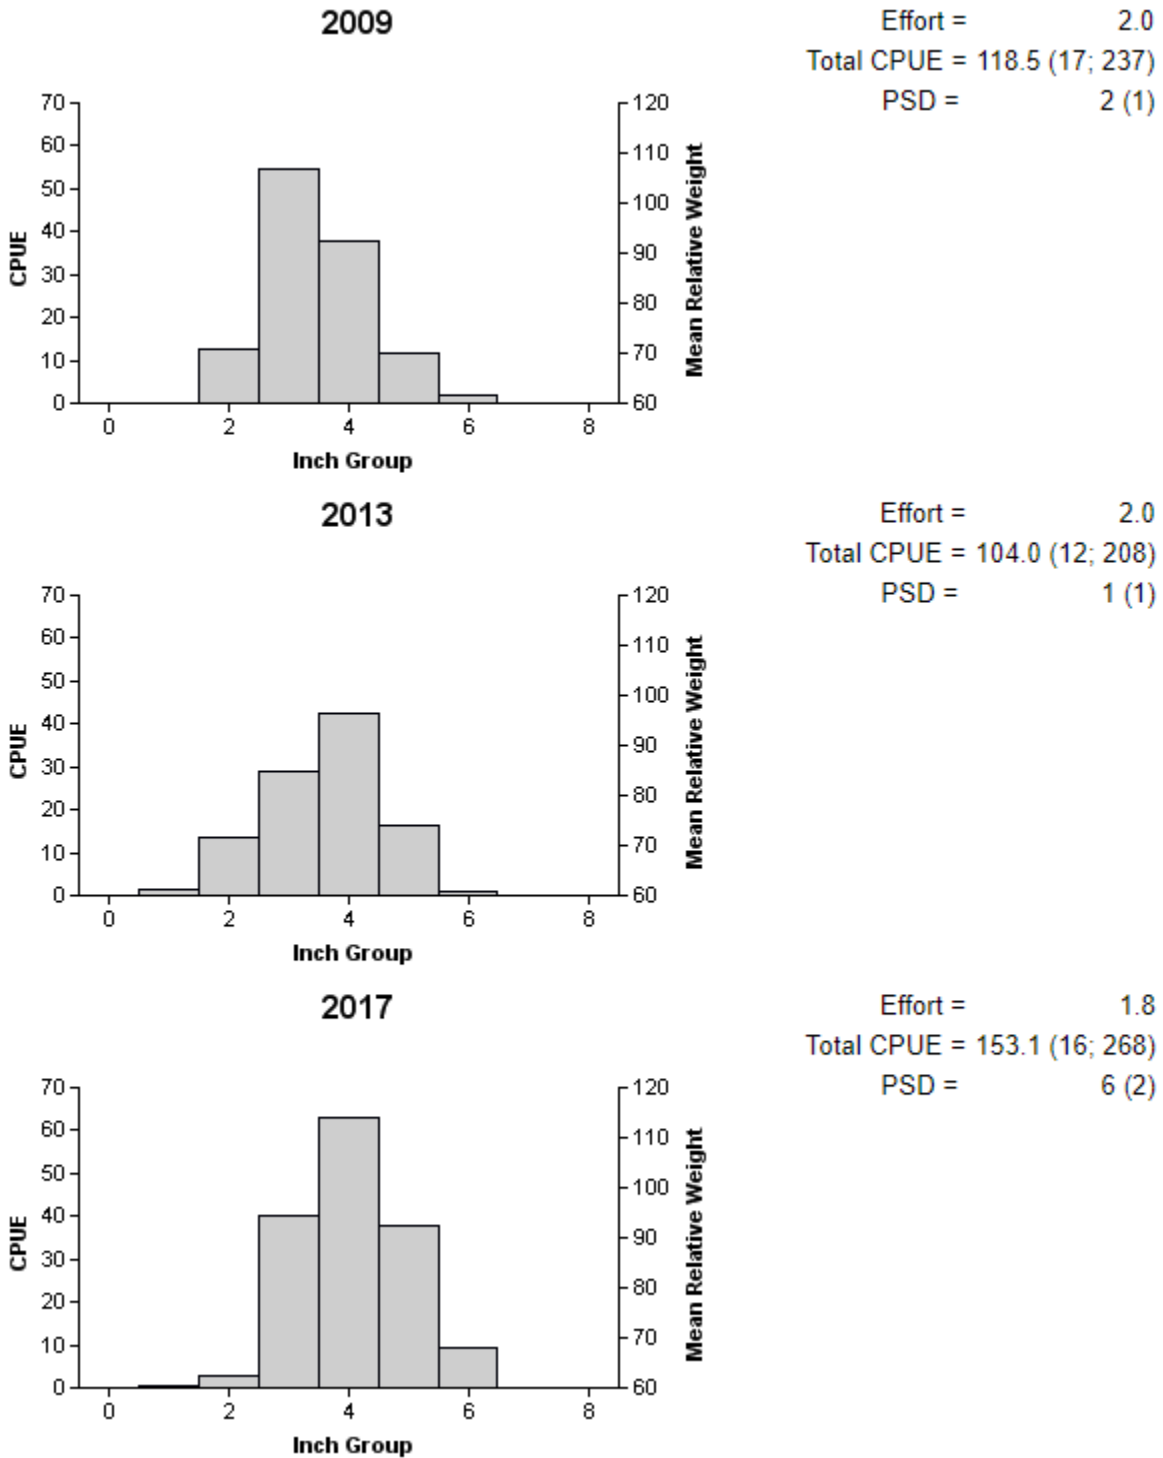 2009
Effort = 2.0
Total CPUE = 118.5 (17; 237)
PSD = 2 (1)
70
60
50
40
30
20
10
0
CPUE
120
110
100
90
80
70
60
Mean Relative Weight
0 2 4 6 8
Inch Group
2013
Effort = 2.0
Total CPUE = 104.0 (12; 208)
PSD = 1 (1)
70
60
50
40
30
20
10
0
CPUE
120
110
100
90
80
70
60
Mean Relative Weight
0 2 4 6 8
Inch Group
2017
Effort = 1.8
Total CPUE = 153.1 (16; 268)
PSD = 6 (2)
70
60
50
40
30
20
10
0
CPUE
120
110
100
90
80
70
60
Mean Relative Weight
0 2 4 6 8
Inch Group